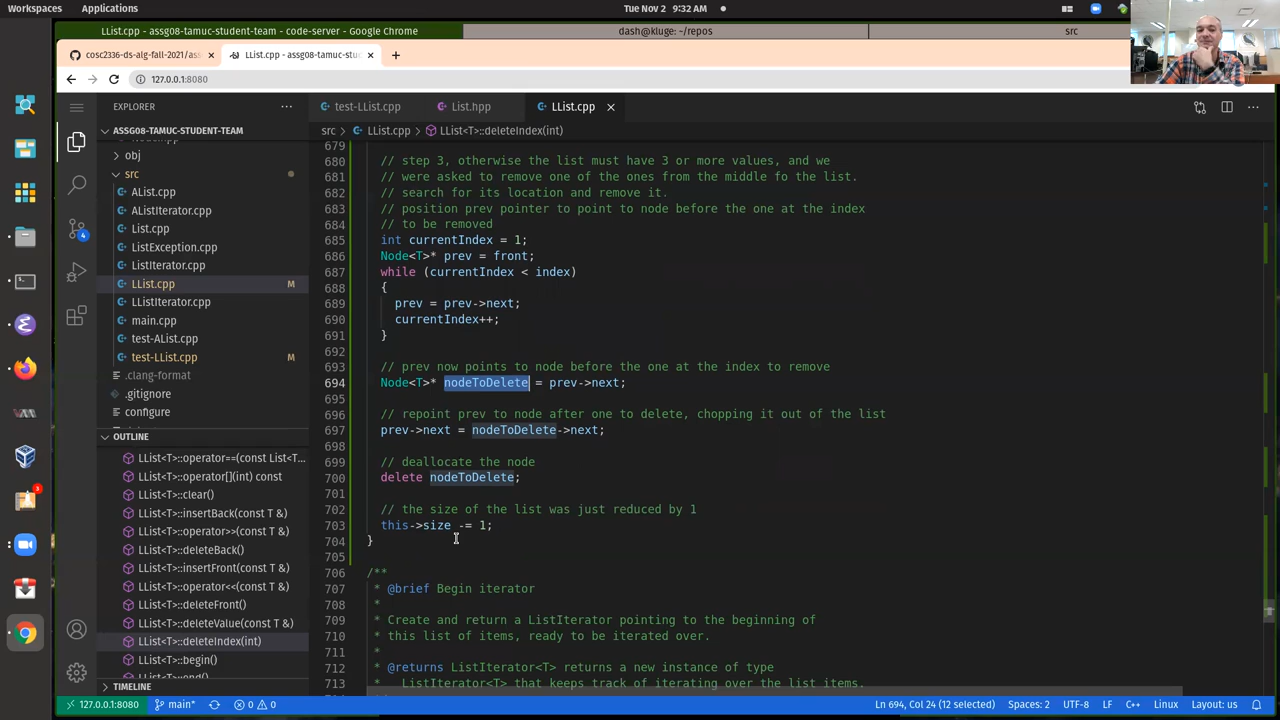 Workspaces Applications Tue Nov 2 9:32 AM
LList.cpp - assg08-tamuc-student-team - code-server - Google Chrome dash@kluge: ~/repos src
cosc2336-ds-alg-fall-2021/ass LList.cpp - assg08-tamuc-stu
127.0.0.1:8080
EXPLORER test-LList.cpp List.hpp LList.cpp
ASSG08-TAMUC-STUDENT-TEAM src > LList.cpp > LList<T>::deleteIndex(int)
obj
src
AList.cpp
AListIterator.cpp
List.cpp
ListException.cpp
ListIterator.cpp
LList.cpp M
LListIterator.cpp M
main.cpp
test-AList.cpp
test-LList.cpp M
.clang-format
.gitignore
configure
OUTLINE
LList<T>::operator==(const List<T...
LList<T>::operator[](int) const
LList<T>::clear()
LList<T>::insertBack(const T &)
LList<T>::operator>>(const T &)
LList<T>::deleteBack()
LList<T>::insertFront(const T &)
LList<T>::operator<<(const T &)
LList<T>::deleteFront()
LList<T>::deleteValue(const T &)
LList<T>::deleteIndex(int)
LList<T>::begin()
TIMELINE
679
680 // step 3, otherwise the list must have 3 or more values, and we
681 // were asked to remove one of the ones from the middle fo the list.
682 // search for its location and remove it.
683 // position prev pointer to point to node before the one at the index
684 // to be removed
685 int currentIndex = 1;
686 Node<T>* prev = front;
687 while (currentIndex < index)
688 {
689 prev = prev->next;
690 currentIndex++;
691 }
692
693 // prev now points to node before the one at the index to remove
694 Node<T>* nodeToDelete = prev->next;
695
696 // repoint prev to node after one to delete, chopping it out of the list
697 prev->next = nodeToDelete->next;
698
699 // deallocate the node
700 delete nodeToDelete;
701
702 // the size of the list was just reduced by 1
703 this->size -= 1;
704 }
705
706 /**
707 * @brief Begin iterator
708 *
709 * Create and return a ListIterator pointing to the beginning of
710 * this list of items, ready to be iterated over.
711 *
712 * @returns ListIterator<T> returns a new instance of type
713 * ListIterator<T> that keeps track of iterating over the list items.
4
3
127.0.0.1:8080 main* 0 0 Ln 694, Col 24 (12 selected) Spaces: 2 UTF-8 LF C++ Linux Layout: us